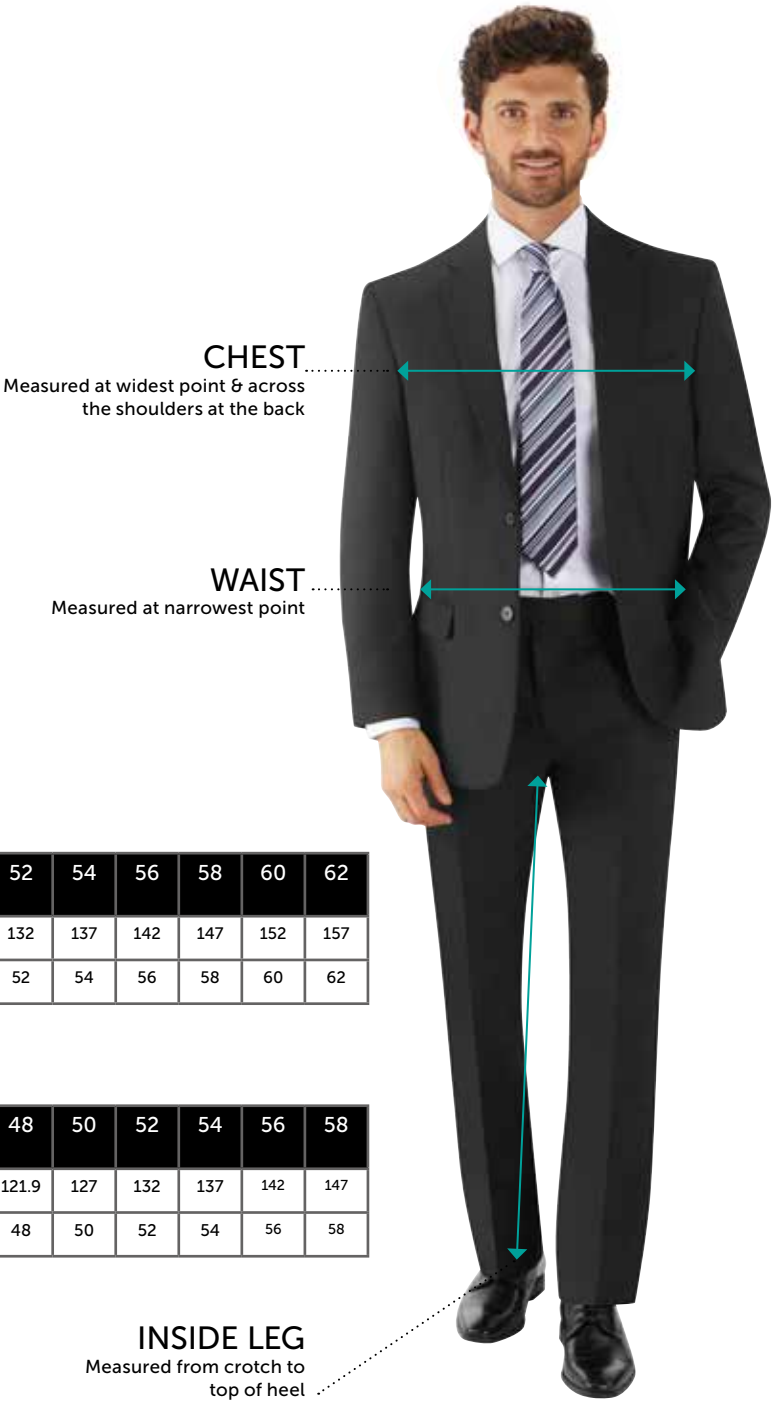 CHEST
Measured at widest point & across
the shoulders at the back
WAIST
Measured at narrowest point
52 54 56 58 60 62
132 137 142 147 152 157
52 54 56 58 60 62
48 50 52 54 56 58
121.9 127 132 137 142 147
48 50 52 54 56 58
INSIDE LEG
Measured from crotch to
top of heel